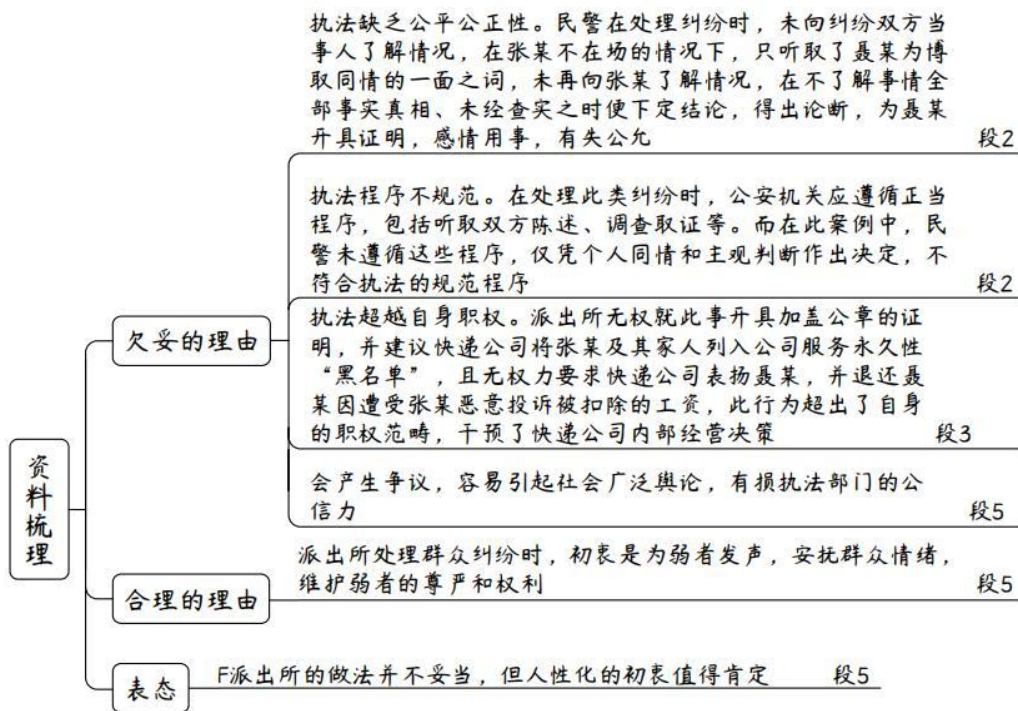 执法缺乏公平公正性。民警在处理纠纷时，未向纠纷双方当
事人了解情况，在张某不在场的情况下，只听取了聂某为博
取同情的一面之词，未再向张某了解情况，在不了解事情全
部事实真相、未经查实之时便下定结论，得出论断，为聂某
开具证明，感情用事，有失公允 段2
执法程序不规范。在处理此类纠纷时，公安机关应遵循正当
程序，包括听取双方陈述、调查取证等。而在此案例中，民
警未遵循这些程序，仅凭个人同情和主观判断作出决定，不
符合执法的规范程序 段2
欠妥的理由
执法超越自身职权。派出所无权就此事开具加盖公章的证
明，并建议快递公司将张某及其家人列入公司服务永久性
“黑名单”，且无权力要求快递公司表扬聂某，并退还聂
某因遭受张某恶意投诉被扣除的工资，此行为超出了自身
的职权范畴，干预了快递公司内部经营决策 段3
会产生争议，容易引起社会广泛舆论，有损执法部门的公
信力 段5
资料梳理
合理的理由
派出所处理群众纠纷时，初衷是为弱者发声，安抚群众情绪，
维护弱者的尊严和权利 段5
表态
F派出所的做法并不妥当，但人性化的初衷值得肯定 段5